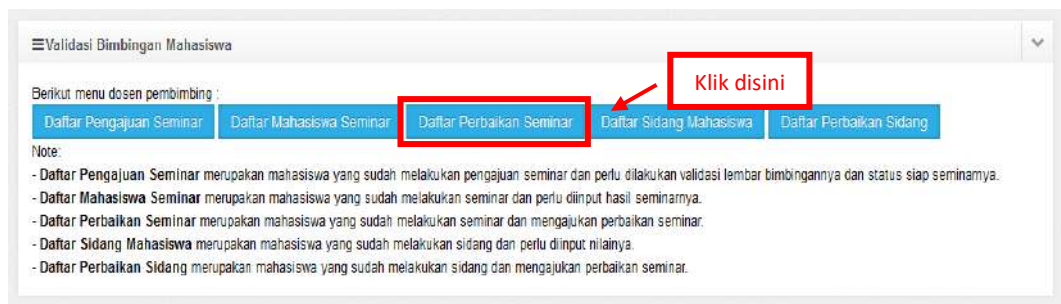 Validasi Bimbingan Mahasiswa
Klik disini
Berikut menu dosen pembimbing :
Daftar Pengajuan Seminar Daftar Mahasiswa Seminar Daftar Perbaikan Seminar Daftar Sidang Mahasiswa Daftar Perbaikan Sidang
Note:
- Daftar Pengajuan Seminar merupakan mahasiswa yang sudah melakukan pengajuan seminar dan perlu dilakukan validasi lembar bimbingannya dan status siap seminarnya.
- Daftar Mahasiswa Seminar merupakan mahasiswa yang sudah melakukan seminar dan perlu diinput hasil seminarnya.
- Daftar Perbaikan Seminar merupakan mahasiswa yang sudah melakukan seminar dan mengajukan perbaikan seminar.
- Daftar Sidang Mahasiswa merupakan mahasiswa yang sudah melakukan sidang dan perlu diinput nilainya.
- Daftar Perbaikan Sidang merupakan mahasiswa yang sudah melakukan sidang dan mengajukan perbaikan seminar.